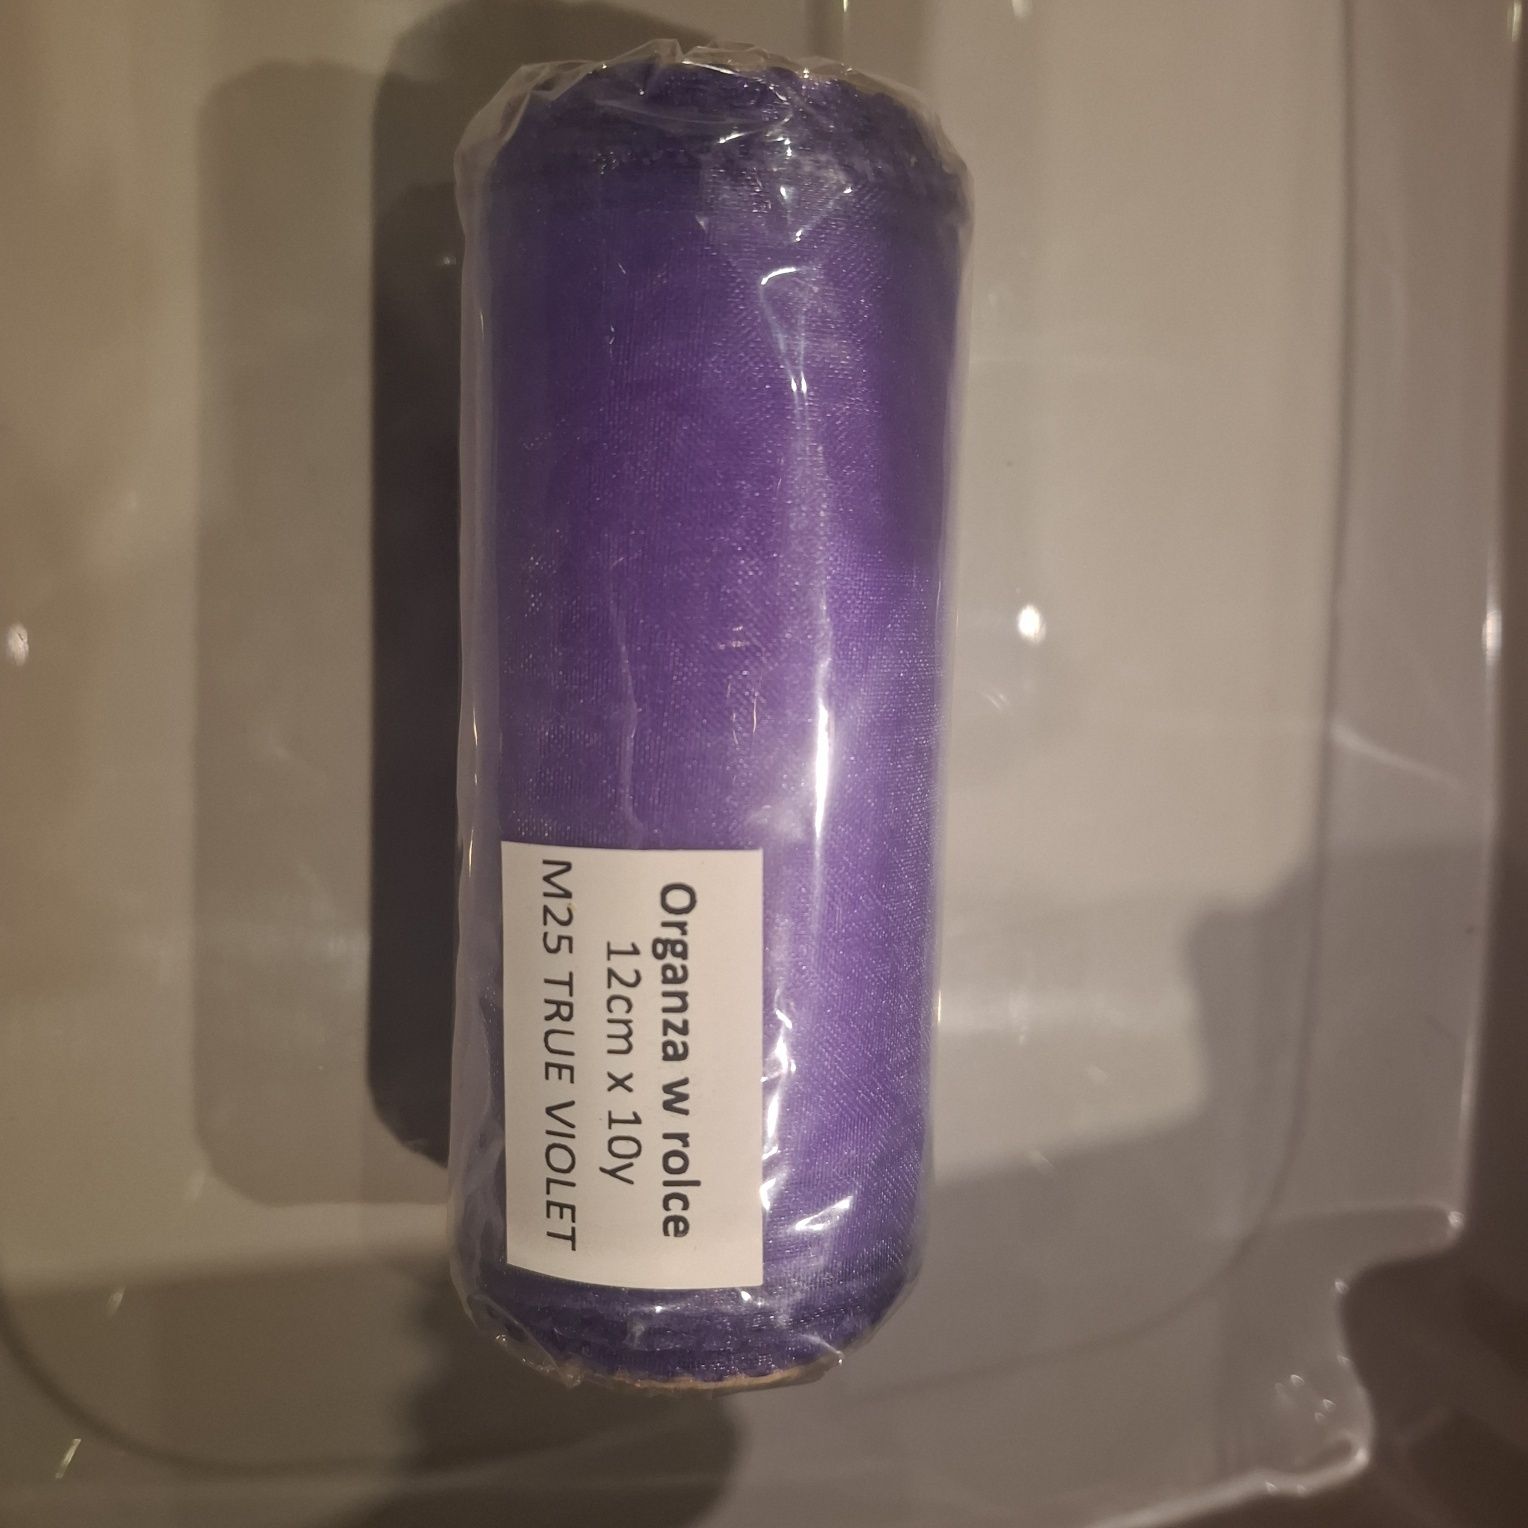 Organza w rolce
12cm x 10y
M25 TRUE VIOLET